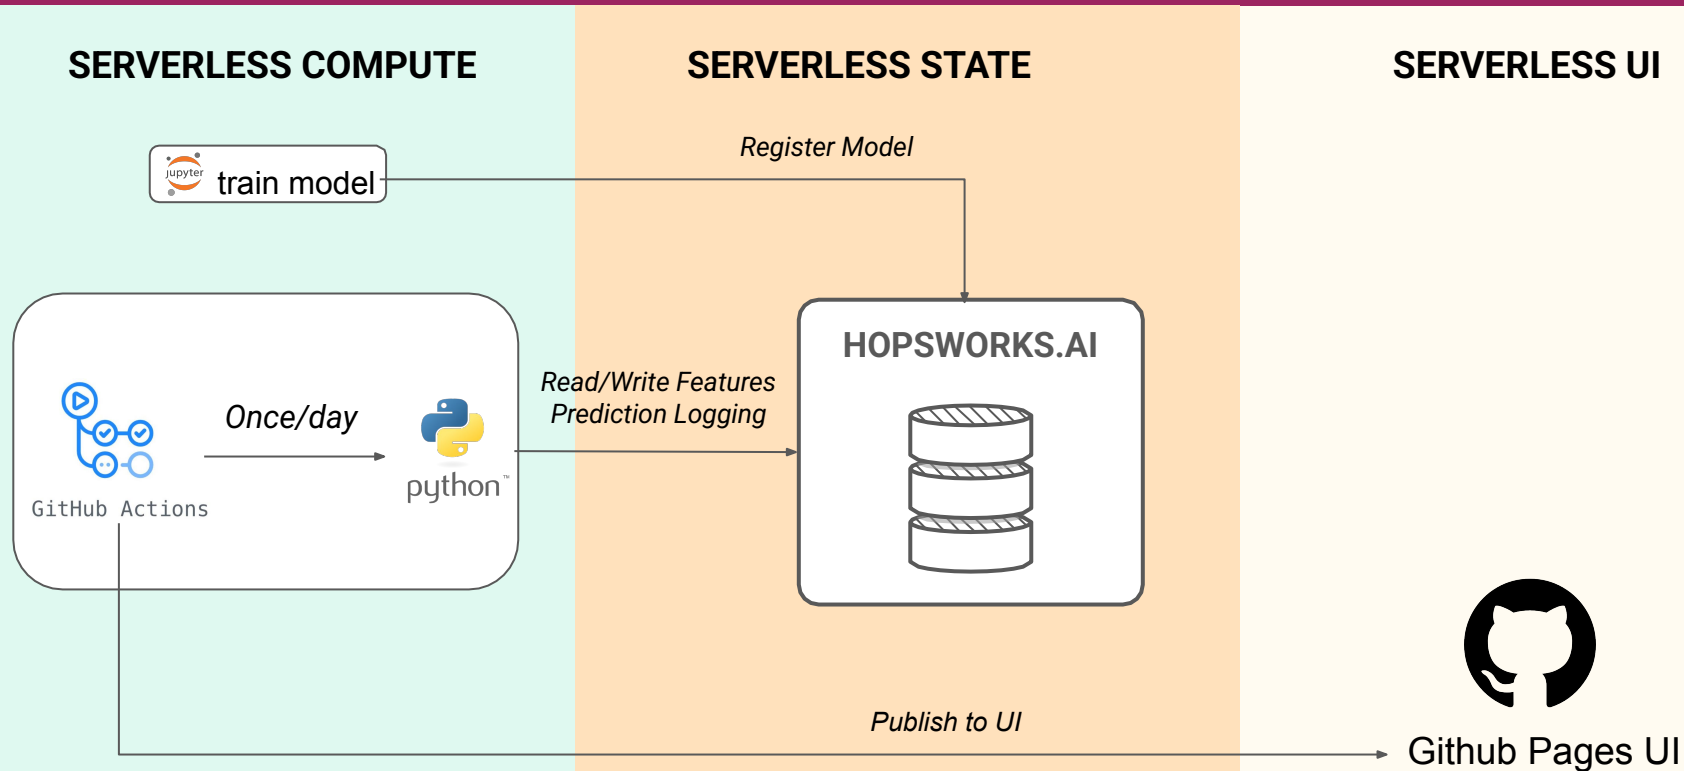 SERVERLESS COMPUTE
SERVERLESS STATE
SERVERLESS UI
Register Model
jupyter
train model
HOPSWORKS.AI
Read/Write Features
Prediction Logging
Once/day
python™
GitHub Actions
Publish to UI
Github Pages UI